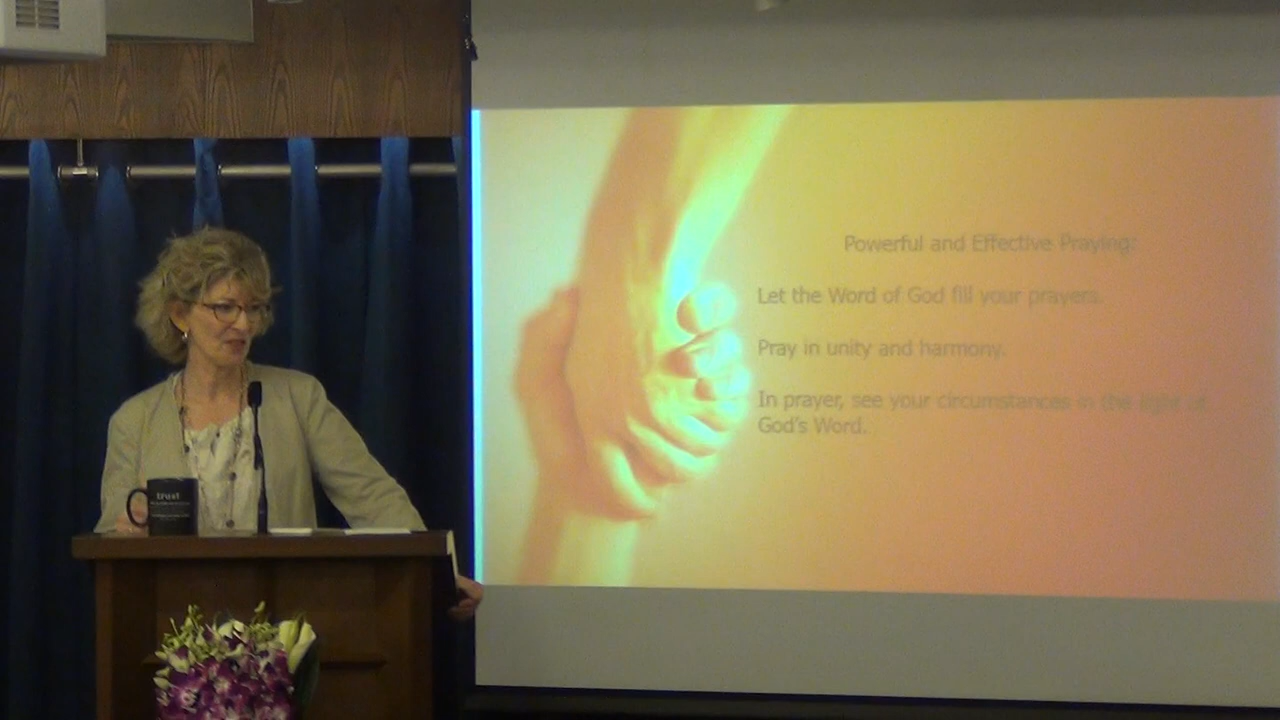 Powerful and Effective Praying:
Let the Word of God fill your prayers.
Pray in unity and harmony.
In prayer, see your circumstances in the light of
God's Word.
trust